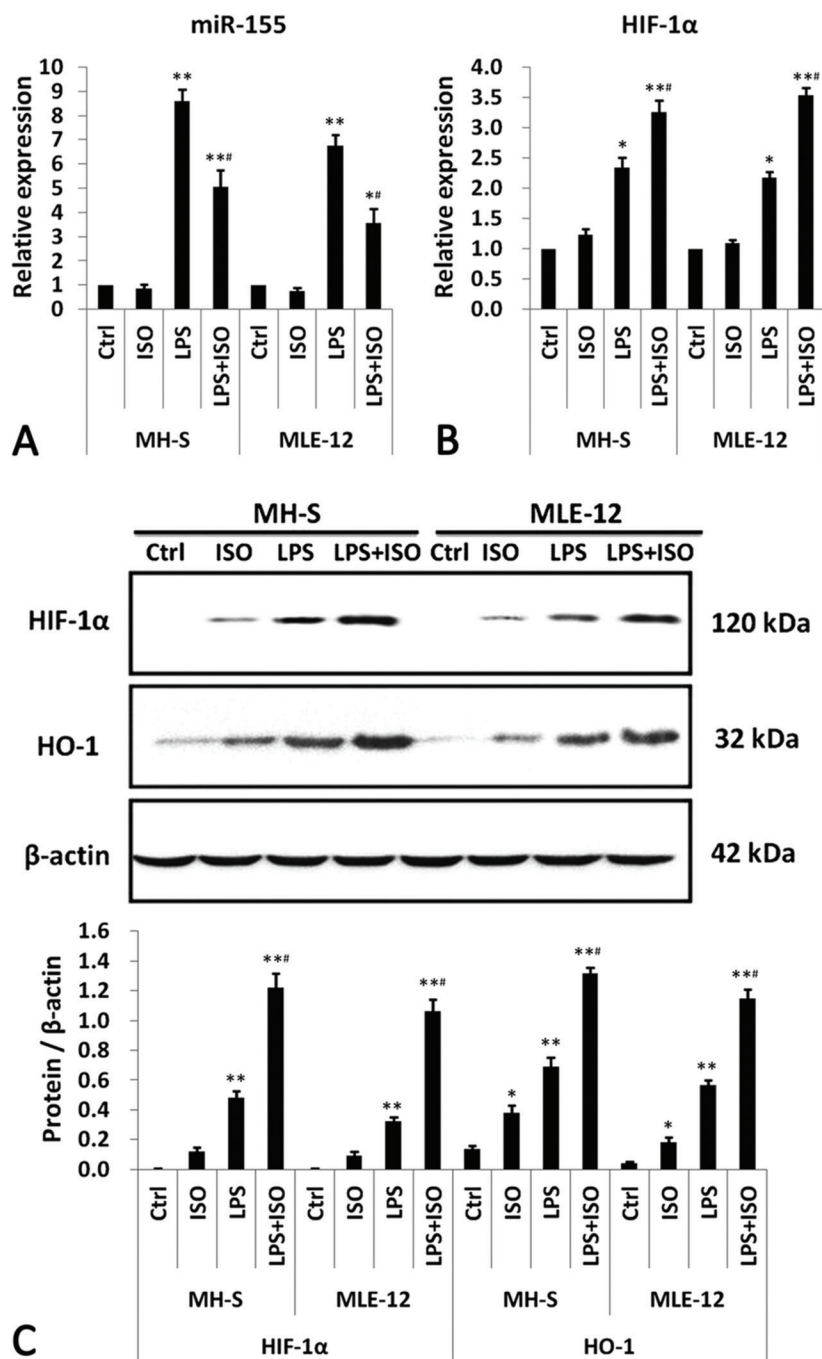 miR-155
Relative expression
10
9
8
7
6
5
4
3
2
1
0
**
**#
**
*#
Ctrl
ISO
LPS
LPS+ISO
Ctrl
ISO
LPS
LPS+ISO
MH-S
MLE-12
A
HIF-1α
Relative expression
4.0
3.5
3.0
2.5
2.0
1.5
1.0
0.5
0.0
*
**#
*
**#
Ctrl
ISO
LPS
LPS+ISO
Ctrl
ISO
LPS
LPS+ISO
MH-S
MLE-12
B
MH-S MLE-12
Ctrl ISO LPS LPS+ISO Ctrl ISO LPS LPS+ISO
HIF-1α 120 kDa
HO-1 32 kDa
β-actin 42 kDa
Protein / β-actin
1.6
1.4
1.2
1.0
0.8
0.6
0.4
0.2
0.0
**
**#
**
**#
*
**
**#
*
**
**#
Ctrl
ISO
LPS
LPS+ISO
Ctrl
ISO
LPS
LPS+ISO
Ctrl
ISO
LPS
LPS+ISO
Ctrl
ISO
LPS
LPS+ISO
MH-S MLE-12 MH-S MLE-12
HIF-1α HO-1
C